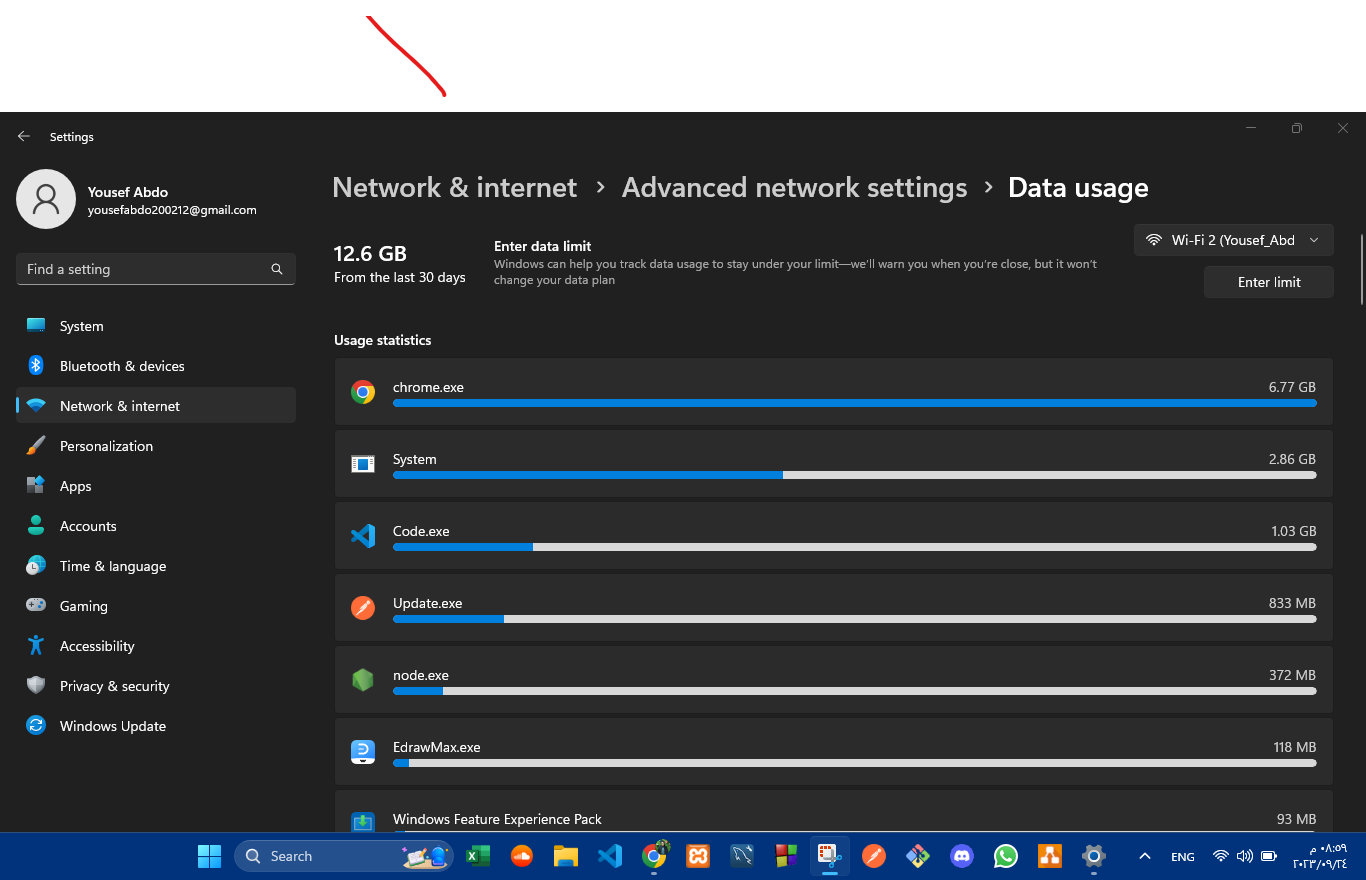 Settings
Yousef Abdo
yousefabdo200212@gmail.com
Find a setting
System
Bluetooth & devices
Network & internet
Personalization
Apps
Accounts
Time & language
Gaming
Accessibility
Privacy & security
Windows Update
Network & internet › Advanced network settings › Data usage
12.6 GB
From the last 30 days
Enter data limit
Windows can help you track data usage to stay under your limit—we'll warn you when you're close, but it won't
change your data plan
Wi-Fi 2 (Yousef_Abd
Enter limit
Usage statistics
chrome.exe 6.77 GB
System 2.86 GB
Code.exe 1.03 GB
Update.exe 833 MB
node.exe 372 MB
EdrawMax.exe 118 MB
Windows Feature Experience Pack 93 MB
Search
ENG
٠٨:٥٩ م
٢٠٢٣/٠٩/٢٤